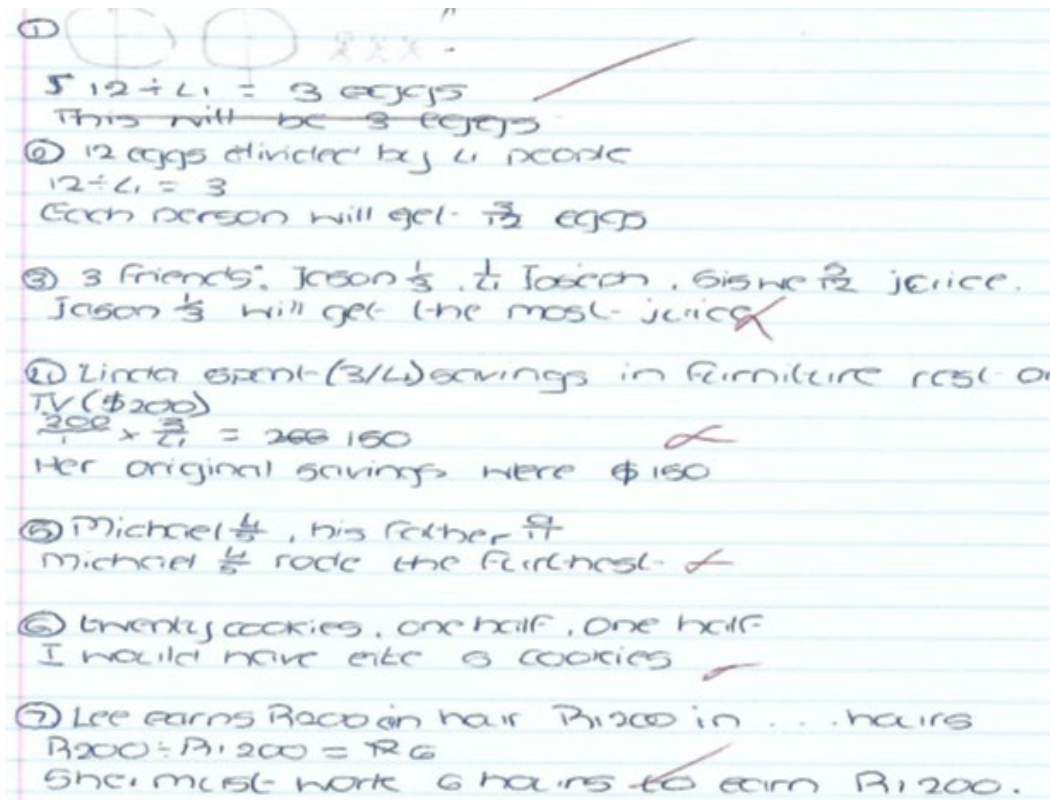 ①
12 ÷ 4 = 3 eggs
This will be 3 eggs
② 12 eggs divided by 4 people
12 ÷ 4 = 3
Each person will get 3/12 eggs
③ 3 friends: Jason 1/3, 1/4 Joseph, Siswe 2/12 juice.
Jason 1/3 will get the most juice
④ Linda spent (3/4) savings in furniture rest
TV ($200)
200/1 × 3/4 = 266 150
Her original savings were $150
⑤ Michael 4/5, his father 9/11
Michael 4/5 rode the furthest
⑥ twenty cookies, one half, one half
I would have ate 5 cookies
⑦ Lee earns R200 an hour R1200 in ... hours
R200 ÷ R1200 = R6
She must work 6 hours to earn R1200.